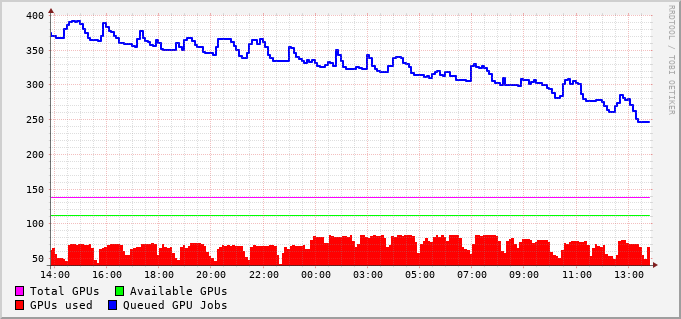 400
350
300
250
200
150
100
50
14:00 16:00 18:00 20:00 22:00 00:00 03:00 05:00 07:00 09:00 11:00 13:00
Total GPUs Available GPUs
GPUs used Queued GPU Jobs
RRDTOOL / TOBI OETIKER